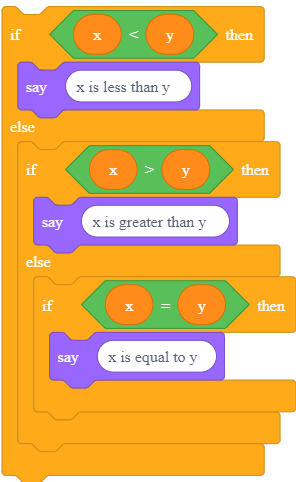 if x < y then
say x is less than y
else
if x > y then
say x is greater than y
else
if x = y then
say x is equal to y